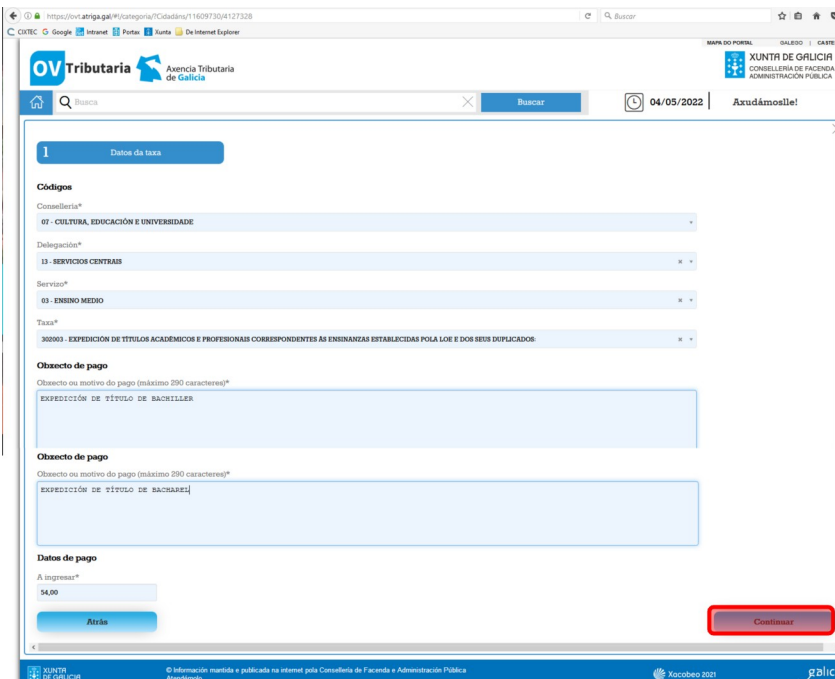 https://ovt.atriga.gal/#!/categoria/?Cidadáns/11609730/4127328
Buscar
CIXTEC Google Intranet Portax Xunta De Internet Explorer
MAPA DO PORTAL GALEGO | CASTE
OV Tributaria
Axencia Tributaria
de Galicia
XUNTA DE GALICIA
CONSELLERÍA DE FACENDA
ADMINISTRACIÓN PÚBLICA
Busca
Buscar
04/05/2022
Axudámoslle!
1 Datos da taxa
Códigos
Consellería*
07 - CULTURA, EDUCACIÓN E UNIVERSIDADE
Delegación*
13 - SERVICIOS CENTRAIS
Servizo*
03 - ENSINO MEDIO
Taxa*
302003 - EXPEDICIÓN DE TÍTULOS ACADÉMICOS E PROFESIONAIS CORRESPONDENTES ÁS ENSINANZAS ESTABLECIDAS POLA LOE E DOS SEUS DUPLICADOS:
Obxecto de pago
Obxecto ou motivo do pago (máximo 290 caracteres)*
EXPEDICIÓN DE TÍTULO DE BACHILLER
Obxecto de pago
Obxecto ou motivo do pago (máximo 290 caracteres)*
EXPEDICIÓN DE TÍTULO DE BACHAREL
Datos de pago
A ingresar*
54,00
Atrás
Continuar
XUNTA
DE GALICIA
© Información mantida e publicada na internet pola Consellería de Facenda e Administración Pública
Atendémolo
Xacobeo 2021
galic